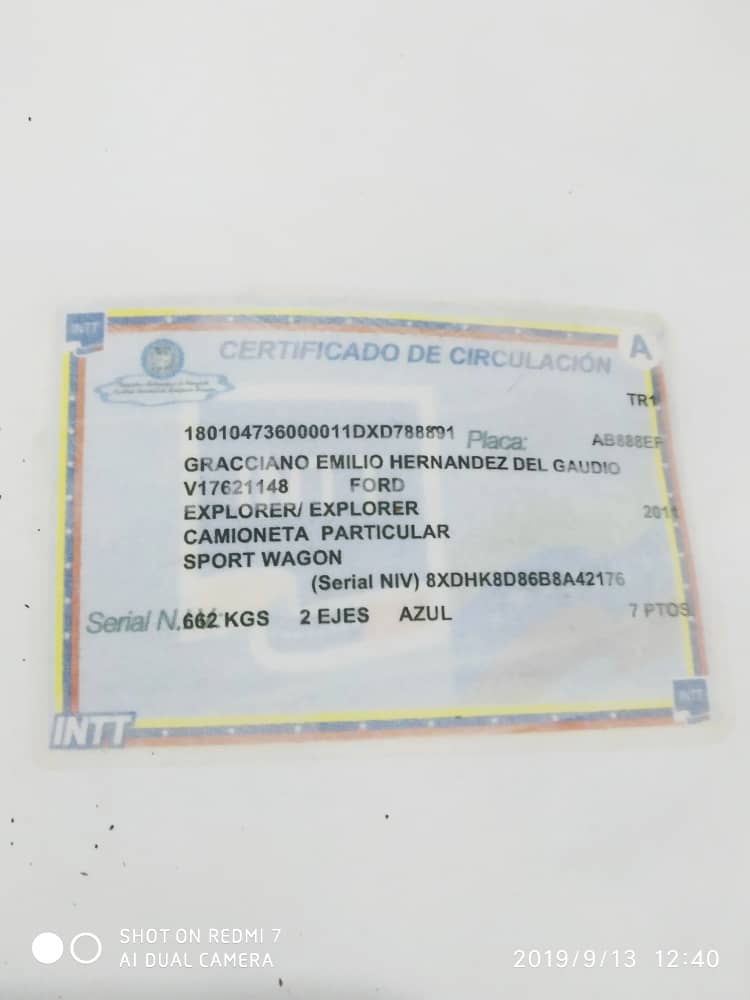 INTT
A
CERTIFICADO DE CIRCULACIÓN
TR1
180104736000011DXD788891 Placa: AB888EF
GRACCIANO EMILIO HERNANDEZ DEL GAUDIO
V17621148 FORD
EXPLORER/ EXPLORER 2011
CAMIONETA PARTICULAR
SPORT WAGON
(Serial NIV) 8XDHK8D86B8A42176
Serial N. 662 KGS 2 EJES AZUL 7 PTOS
INTT
INTT
SHOT ON REDMI 7
AI DUAL CAMERA
2019/9/13 12:40